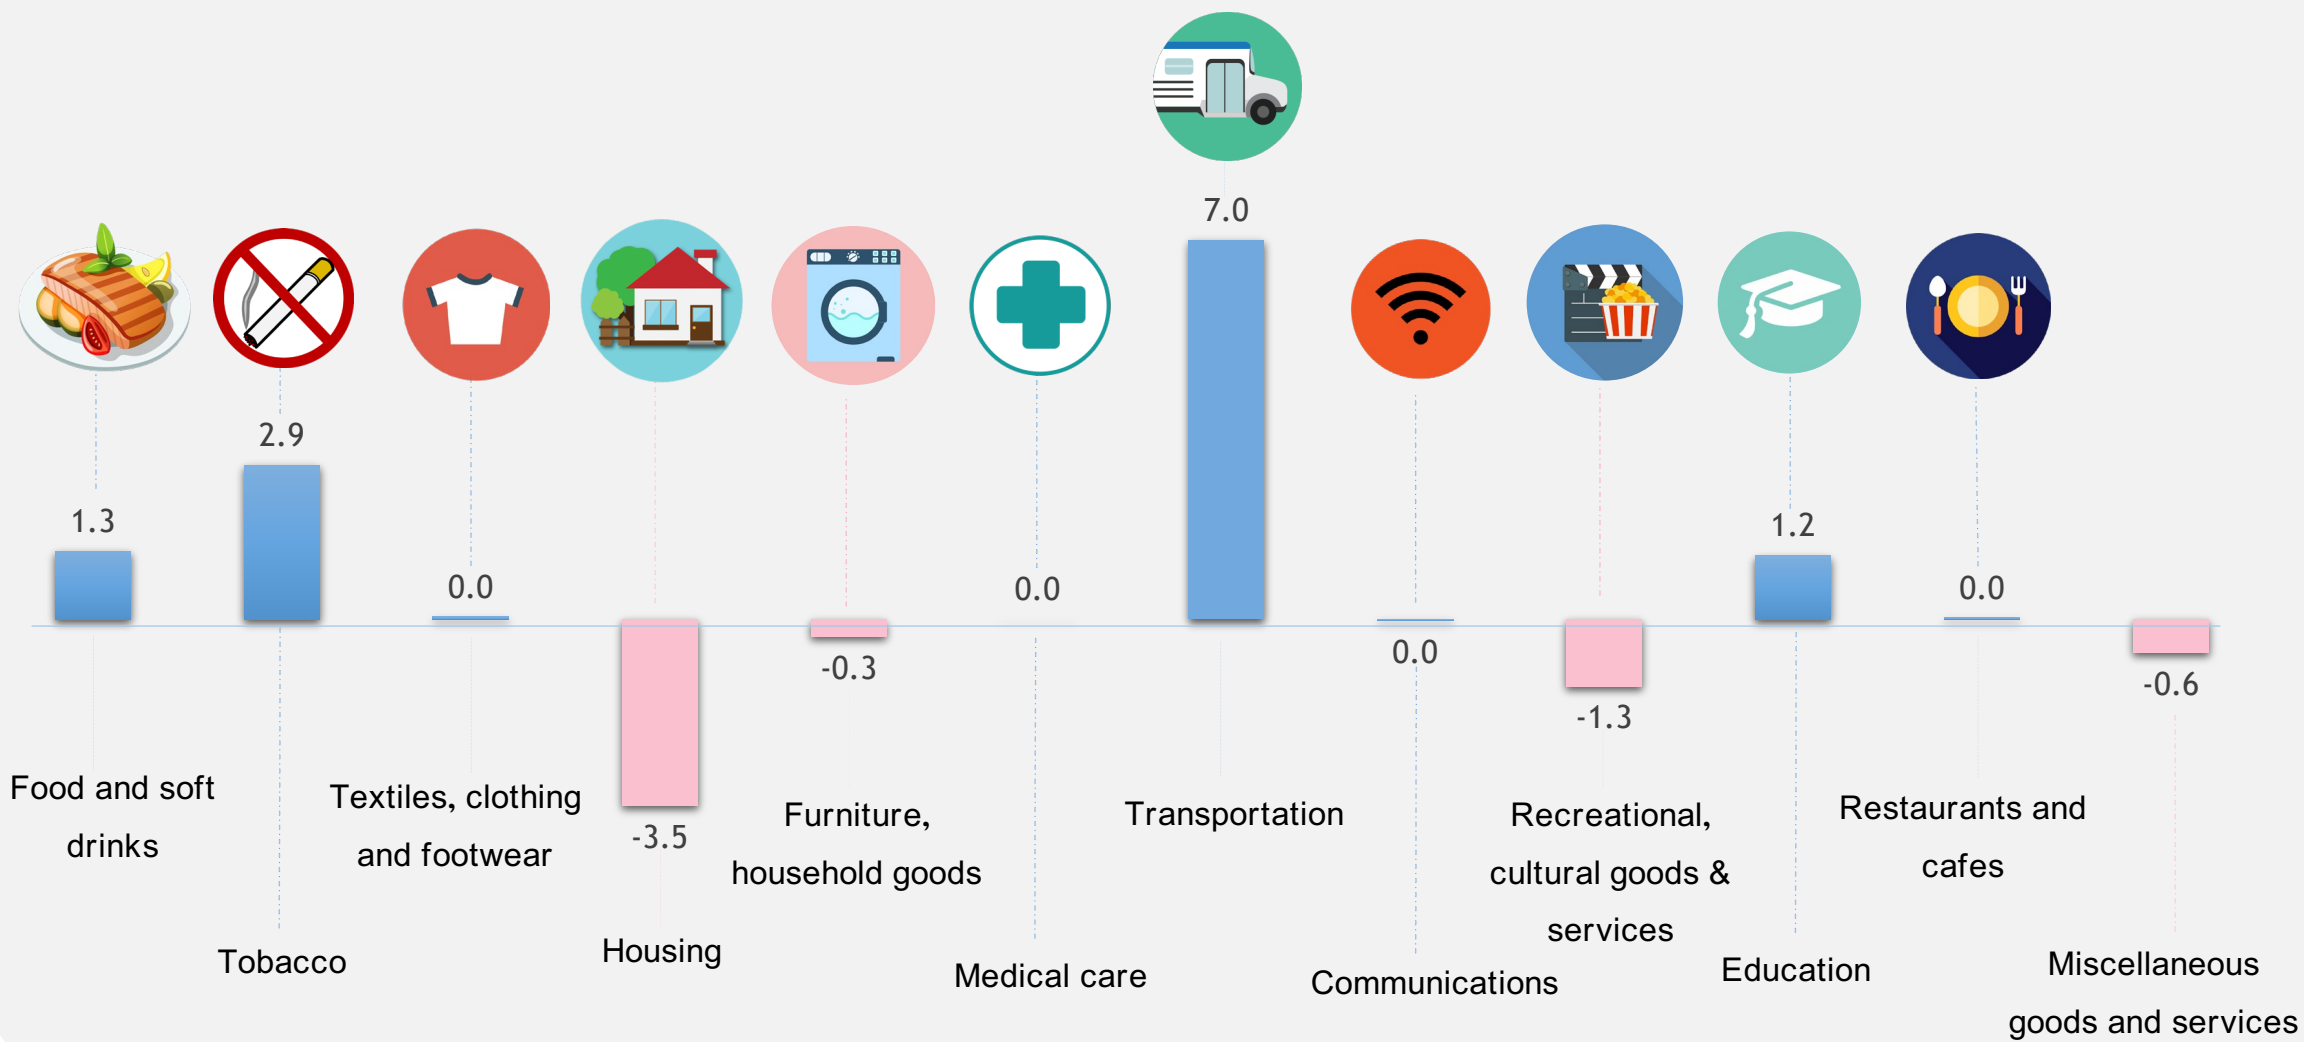 7.0
2.9
1.3
1.2
0.0
0.0
0.0
0.0
-0.3
-0.6
-1.3
-3.5
Food and soft
drinks
Tobacco
Textiles, clothing
and footwear
Housing
Furniture,
household goods
Medical care
Transportation
Communications
Recreational,
cultural goods &
services
Education
Restaurants and
cafes
Miscellaneous
goods and services